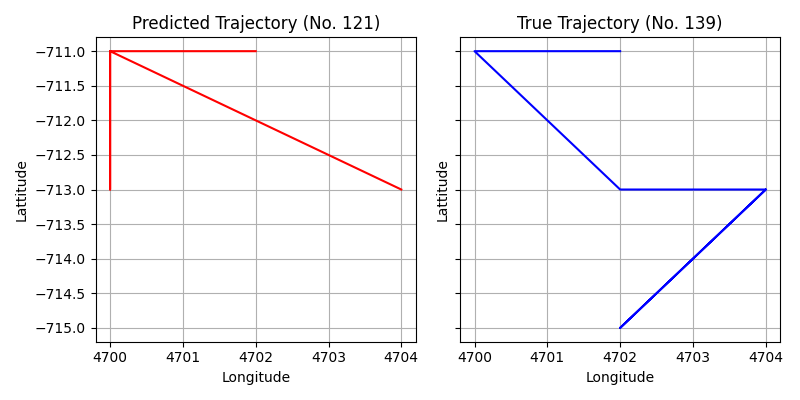 Predicted Trajectory (No. 121)
True Trajectory (No. 139)
−711.0
−711.5
−712.0
−712.5
−713.0
−713.5
−714.0
−714.5
−715.0
Lattitude
Lattitude
4700 4701 4702 4703 4704
4700 4701 4702 4703 4704
Longitude
Longitude